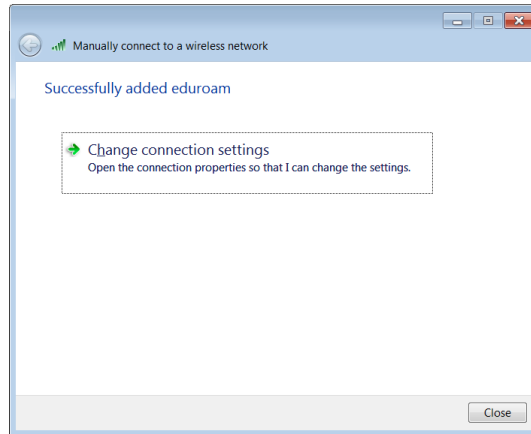 Manually connect to a wireless network
Successfully added eduroam
Change connection settings
Open the connection properties so that I can change the settings.
Close